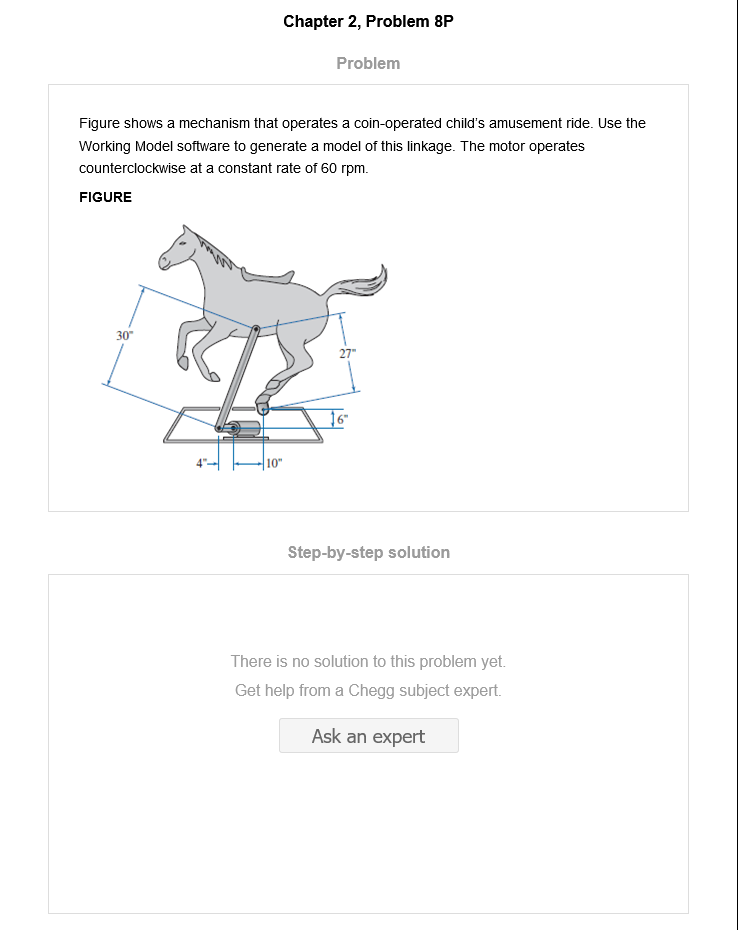 Chapter 2, Problem 8P
Problem
Figure shows a mechanism that operates a coin-operated child's amusement ride. Use the
Working Model software to generate a model of this linkage. The motor operates
counterclockwise at a constant rate of 60 rpm.
FIGURE
30"
27"
6"
4"
10"
Step-by-step solution
There is no solution to this problem yet.
Get help from a Chegg subject expert.
Ask an expert